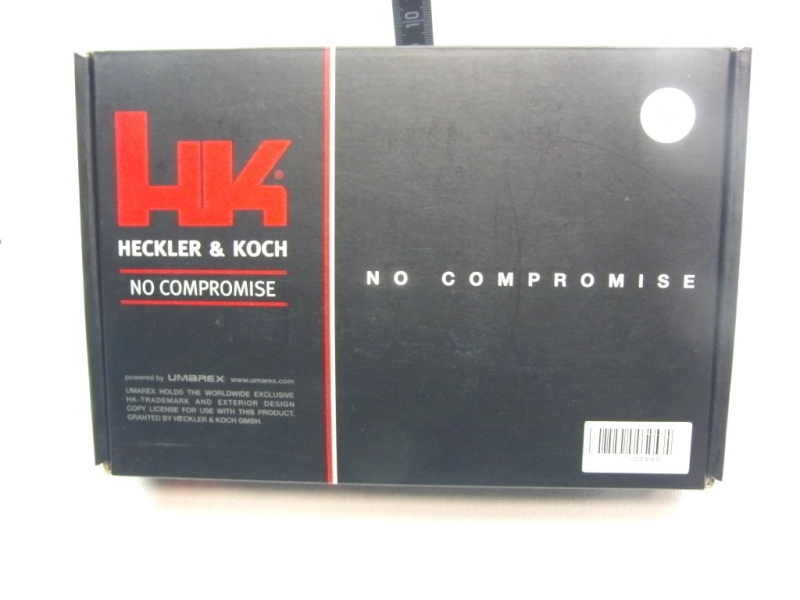 10
HK®
HECKLER & KOCH
NO COMPROMISE
NO COMPROMISE
powered by UMAREX www.umarex.com
UMAREX HOLDS THE WORLDWIDE EXCLUSIVE
HK-TRADEMARK AND EXTERIOR DESIGN
COPY LICENSE FOR USE WITH THIS PRODUCT,
GRANTED BY HECKLER & KOCH GMBH.